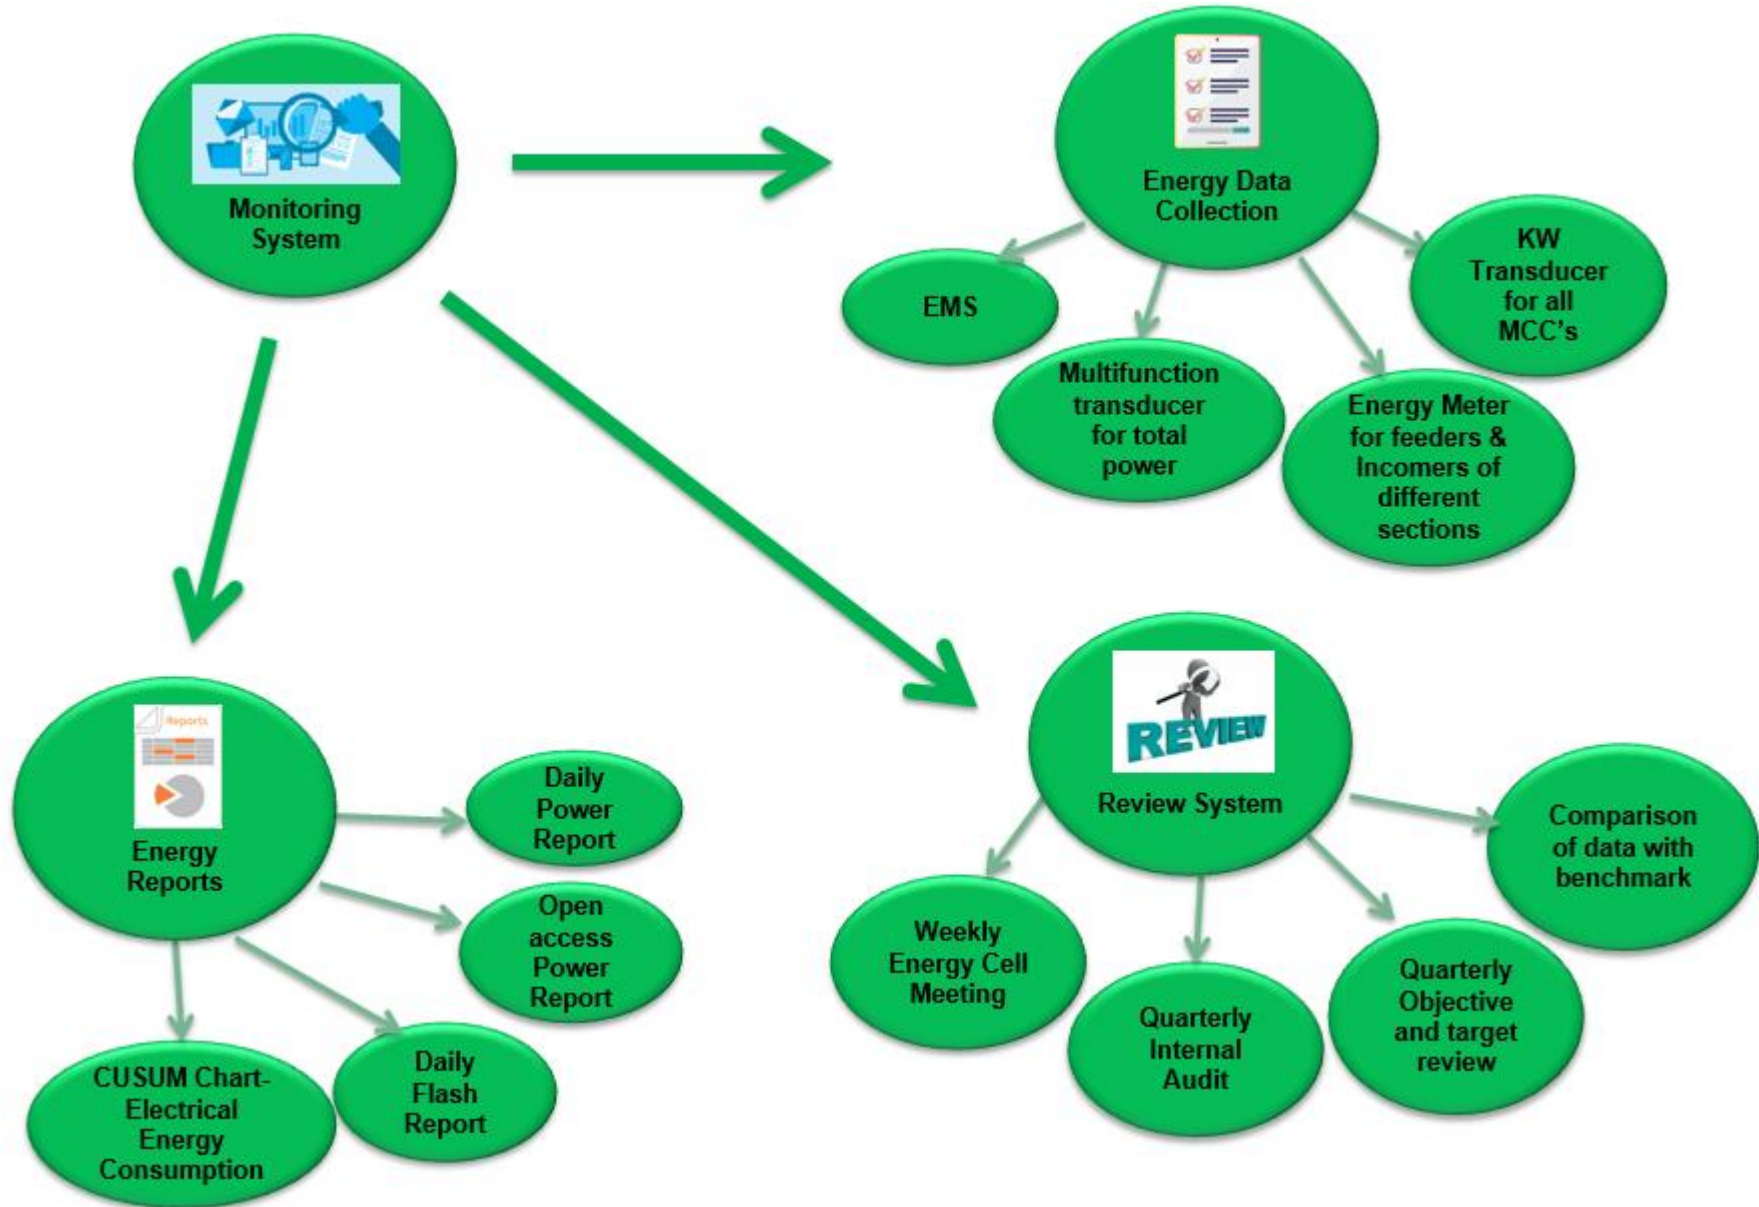 Monitoring
System
Energy Data
Collection
EMS
Multifunction
transducer
for total
power
Energy Meter
for feeders &
Incomers of
different
sections
KW
Transducer
for all
MCC's
Reports
Energy
Reports
Daily
Power
Report
Open
access
Power
Report
Daily
Flash
Report
CUSUM Chart-
Electrical
Energy
Consumption
REVIEW
Review System
Weekly
Energy Cell
Meeting
Quarterly
Internal
Audit
Quarterly
Objective
and target
review
Comparison
of data with
benchmark